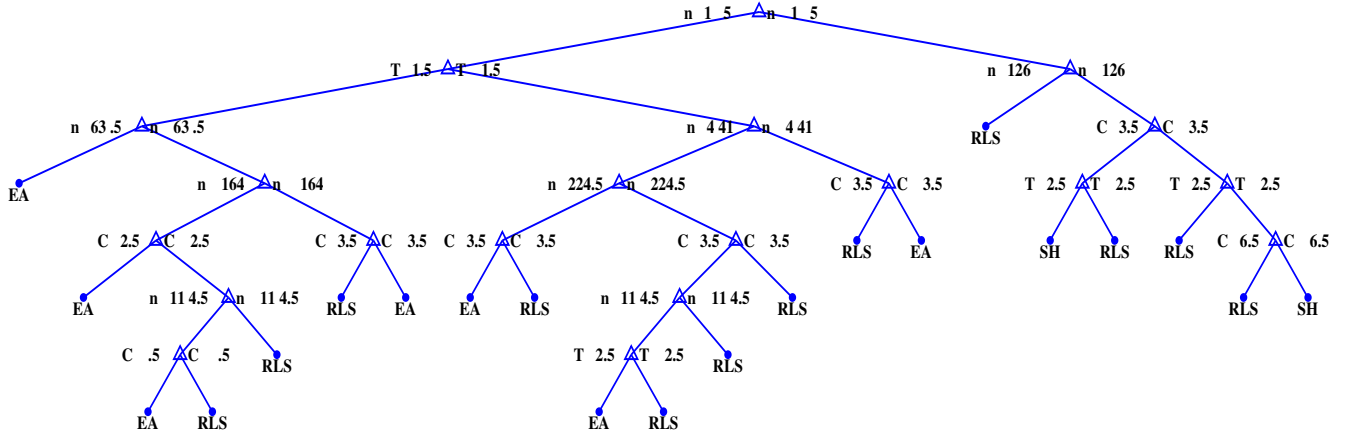 n 1 5 n 1 5
T 1.5 T 1.5 n 126 n 126
n 63 .5 n 63 .5 n 4 41 n 4 41 RLS C 3.5 C 3.5
EA n 164 n 164 n 224.5 n 224.5 C 3.5 C 3.5 T 2.5 T 2.5 T 2.5 T 2.5
C 2.5 C 2.5 C 3.5 C 3.5 C 3.5 C 3.5 C 3.5 C 3.5 RLS EA SH RLS RLS C 6.5 C 6.5
EA n 11 4.5 n 11 4.5 RLS EA EA RLS n 11 4.5 n 11 4.5 RLS RLS SH
C .5 C .5 RLS T 2.5 T 2.5 RLS
EA RLS EA RLS